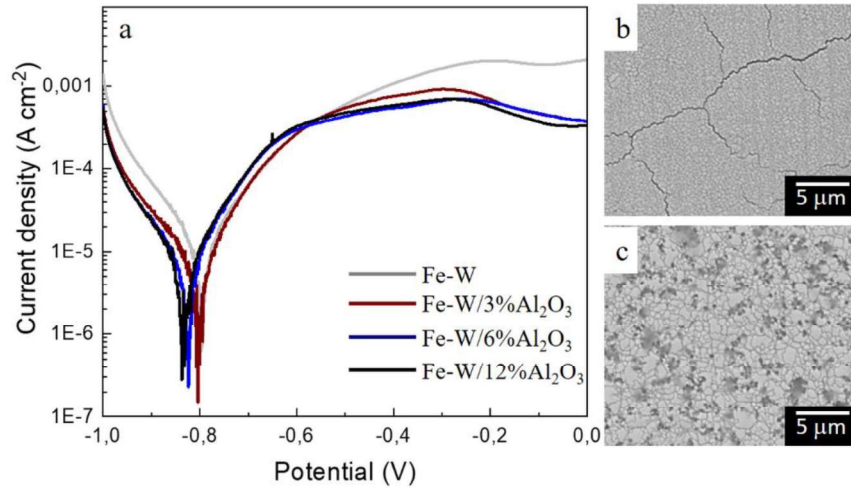 a
Current density (A cm⁻²)
0,001
1E-4
1E-5
1E-6
1E-7
-1,0
-0,8
-0,6
-0,4
-0,2
0,0
Potential (V)
Fe-W
Fe-W/3%Al₂O₃
Fe-W/6%Al₂O₃
Fe-W/12%Al₂O₃
b
5 μm
c
5 μm